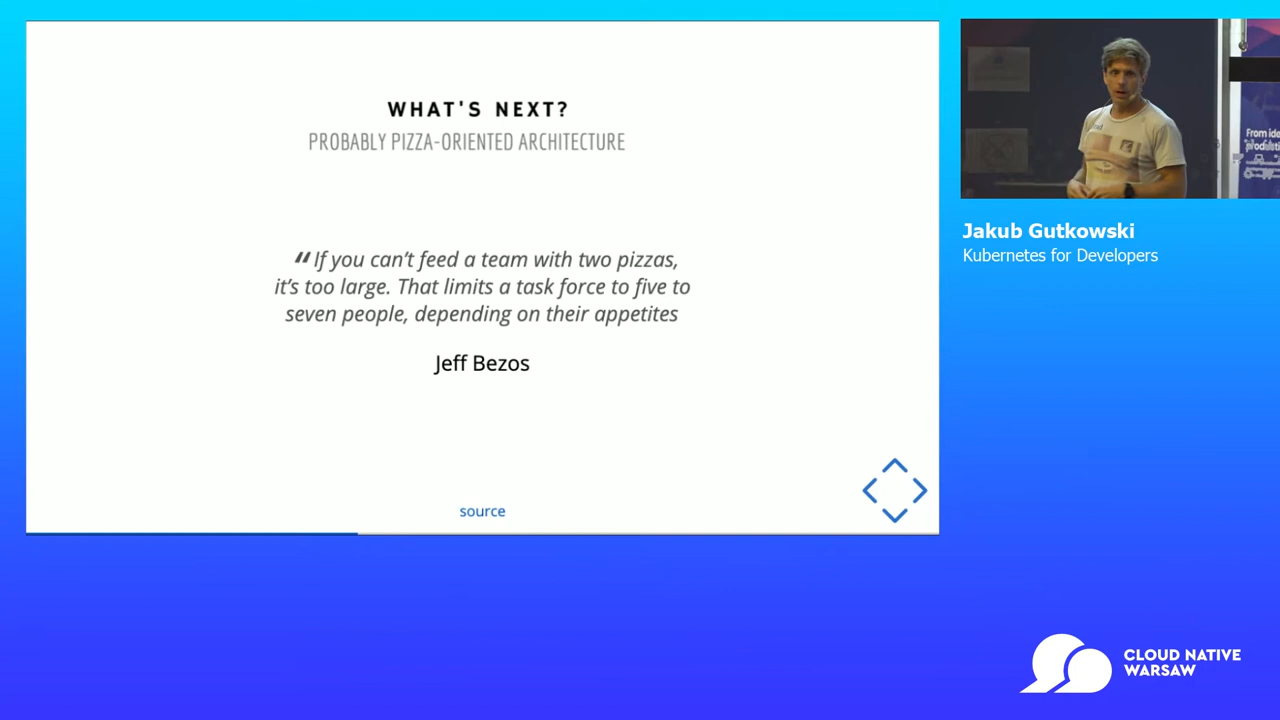 WHAT'S NEXT?
PROBABLY PIZZA-ORIENTED ARCHITECTURE
“If you can’t feed a team with two pizzas,
it’s too large. That limits a task force to five to
seven people, depending on their appetites
Jeff Bezos
source
From
Jakub Gutkowski
Kubernetes for Developers
CLOUD NATIVE
WARSAW